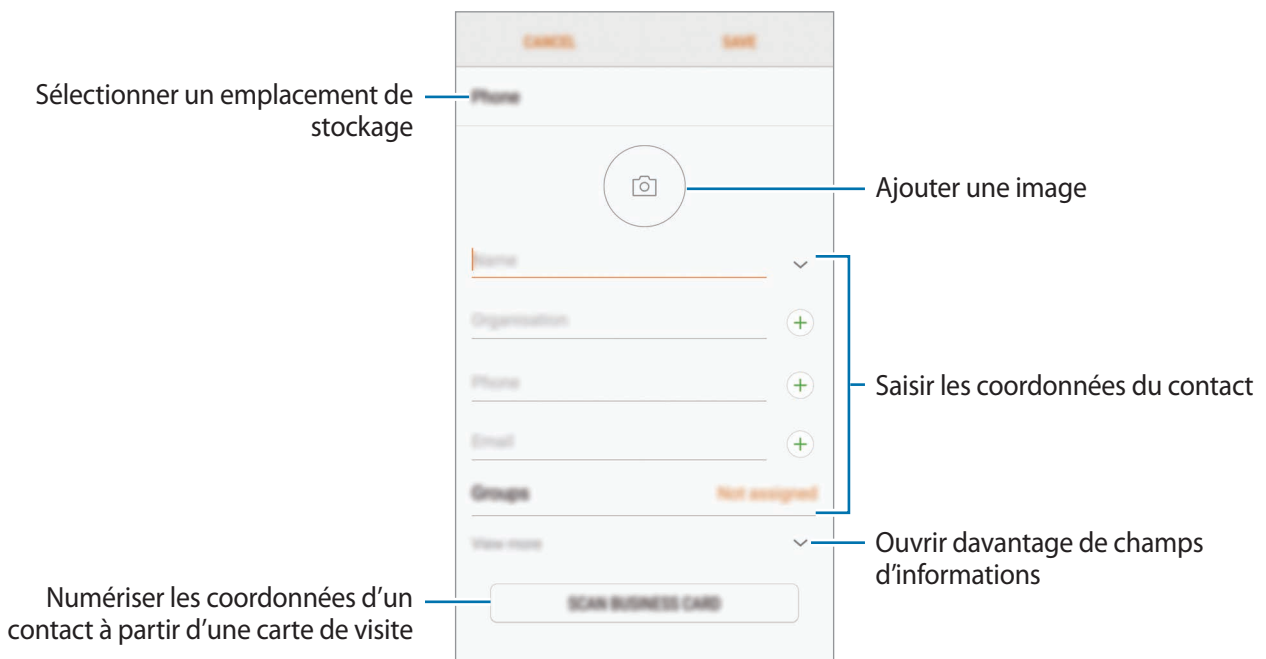 CANCEL SAVE
Sélectionner un emplacement de
stockage
Phone
Ajouter une image
Name
Organisation
Phone
Saisir les coordonnées du contact
Email
Groups Not assigned
View more
Ouvrir davantage de champs
d’informations
Numériser les coordonnées d’un
contact à partir d’une carte de visite
SCAN BUSINESS CARD